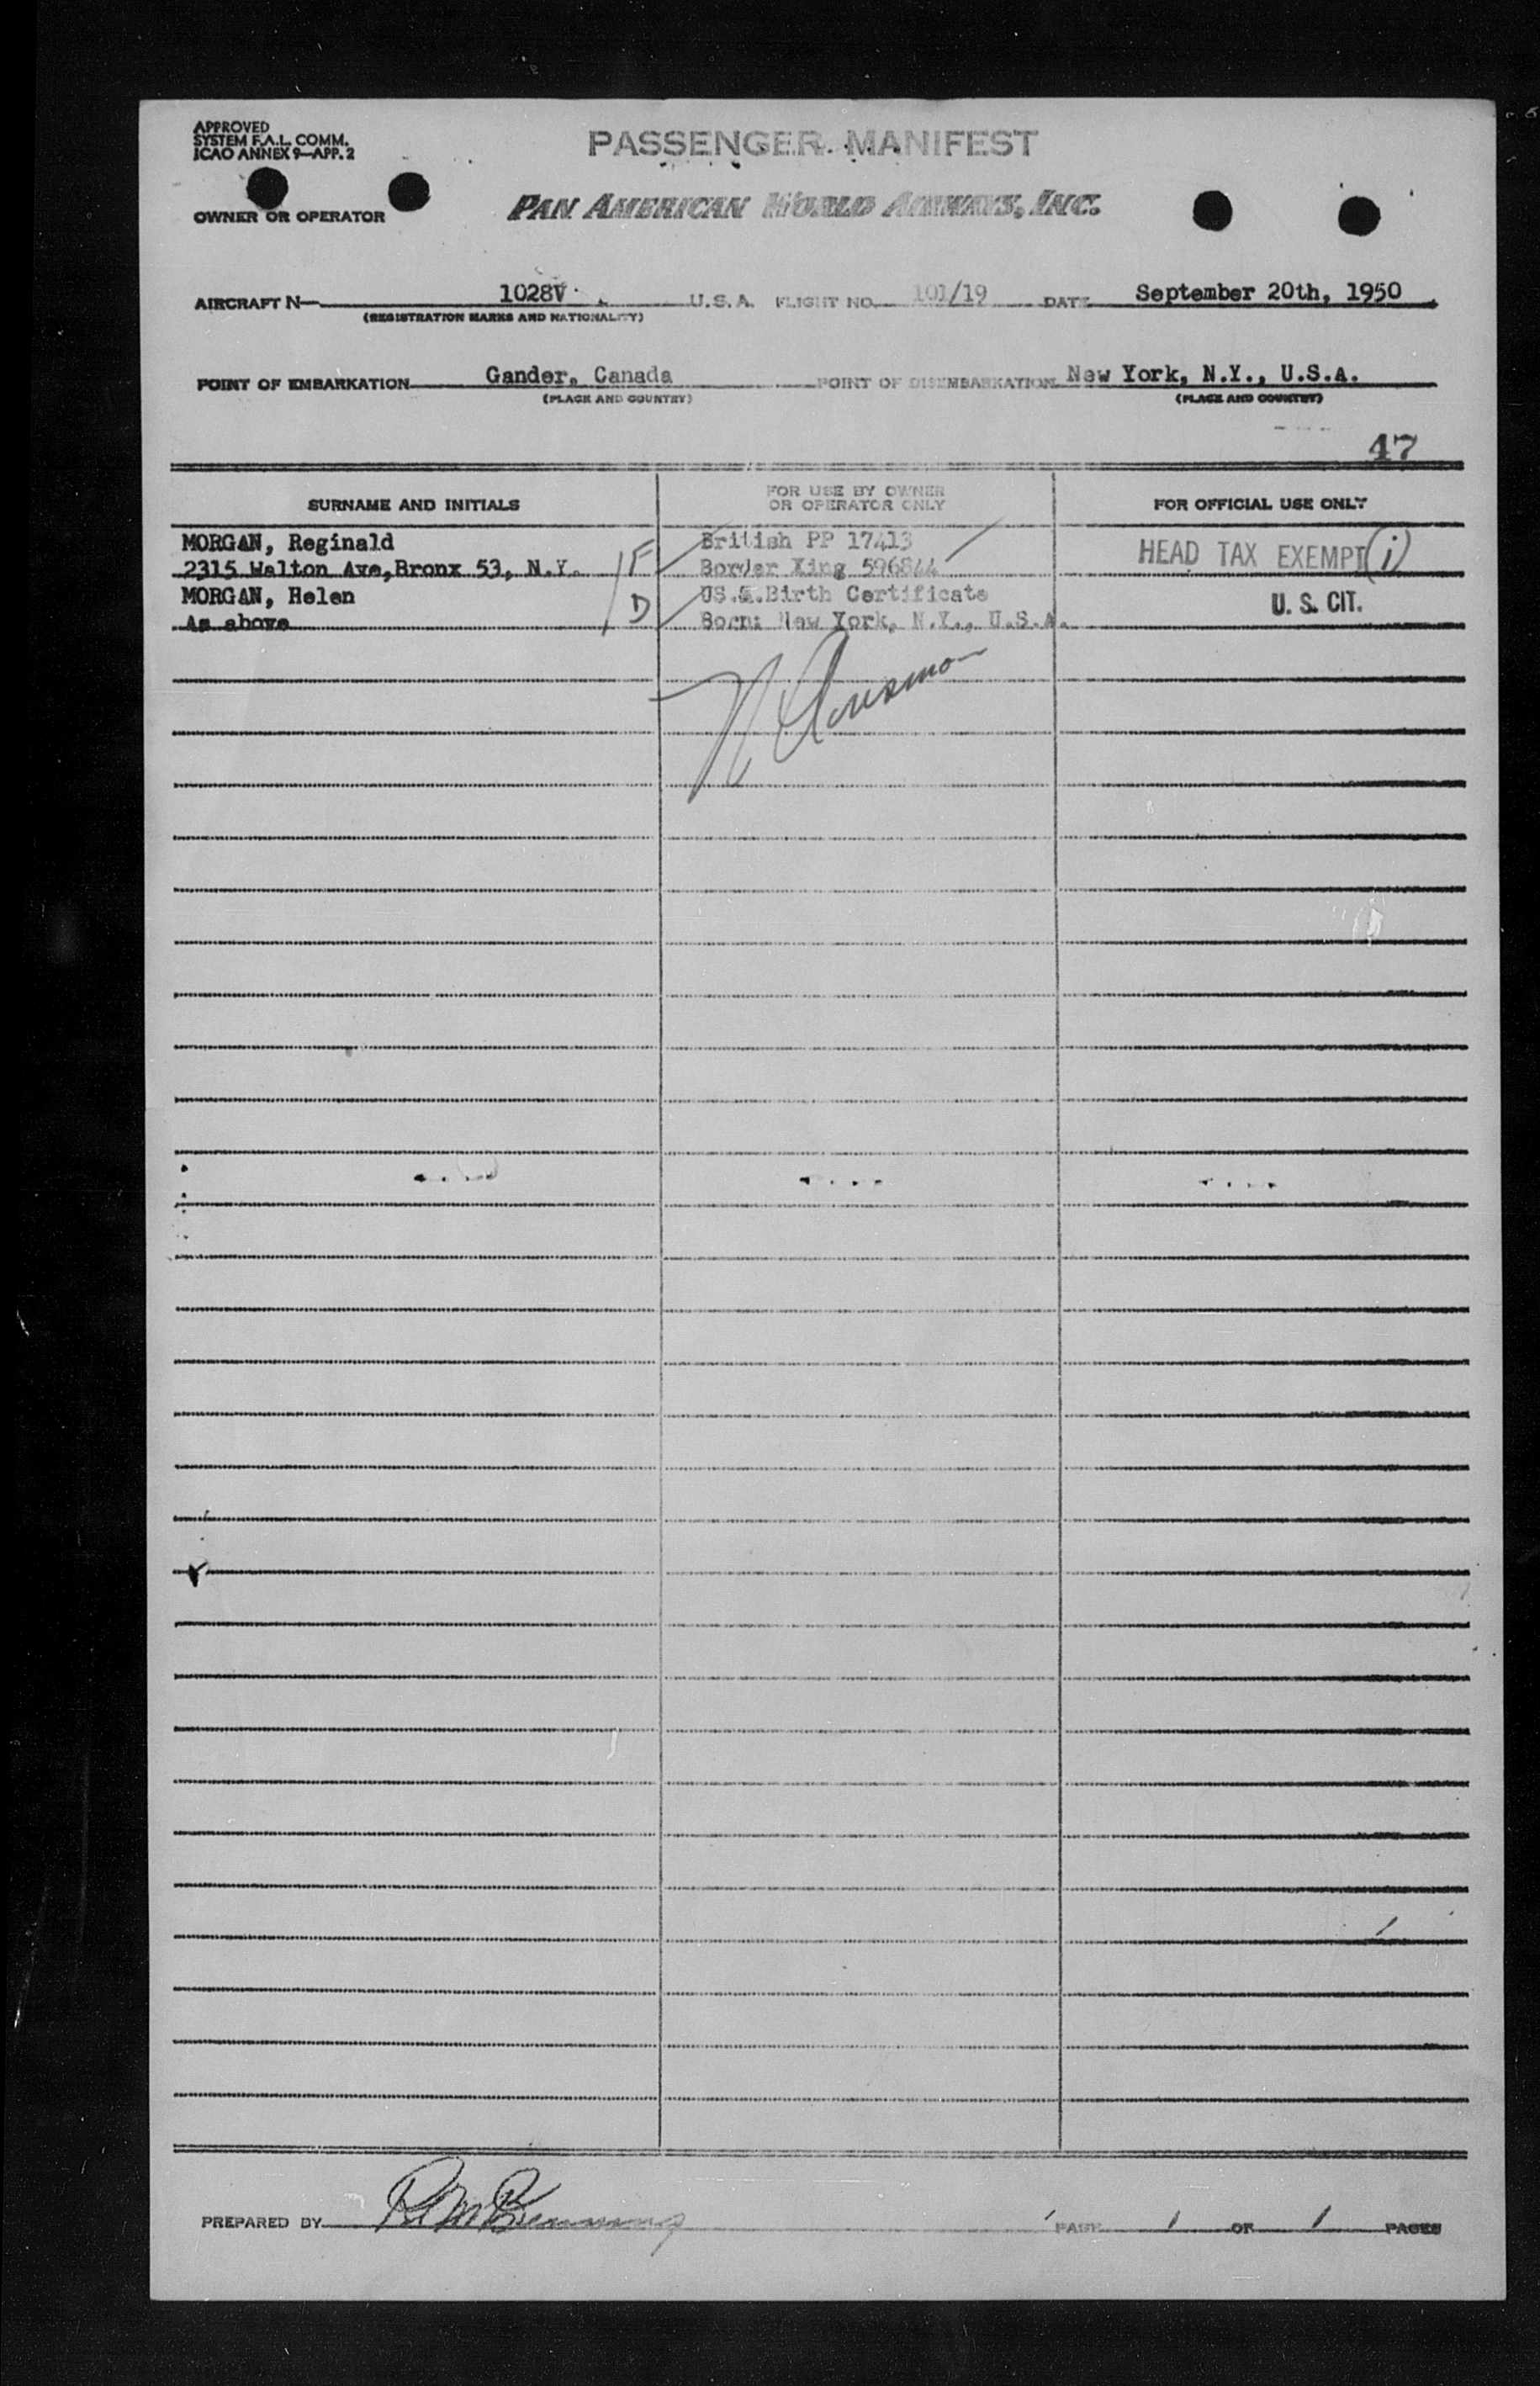 APPROVED
SYSTEM F.A.L. COMM.
ICAO ANNEX 9—APP. 2
PASSENGER MANIFEST
OWNER OR OPERATOR
PAN AMERICAN WORLD AIRWAYS, INC.
AIRCRAFT N— 1028V U.S.A. FLIGHT NO. 101/19 DATE September 20th, 1950
(REGISTRATION MARKS AND NATIONALITY)
POINT OF EMBARKATION Gander, Canada POINT OF DISEMBARKATION New York, N.Y., U.S.A.
(PLACE AND COUNTRY) (PLACE AND COUNTRY)
47
SURNAME AND INITIALS FOR USE BY OWNER OR OPERATOR ONLY FOR OFFICIAL USE ONLY
MORGAN, Reginald British PP 17413 HEAD TAX EXEMPT (i)
2315 Walton Ave, Bronx 53, N.Y. F Border Xing 596844
MORGAN, Helen US. Birth Certificate U. S. CIT.
As above D Born: New York, N.Y., U.S.A.
PREPARED BY PAGE 1 OF 1 PAGES